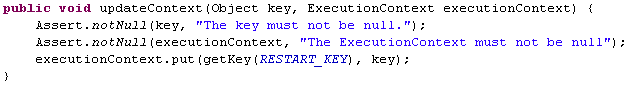 public void updateContext(Object key, ExecutionContext executionContext) {
    Assert.notNull(key, "The key must not be null.");
    Assert.notNull(executionContext, "The ExecutionContext must not be null");
    executionContext.put(getKey(RESTART_KEY), key);
}